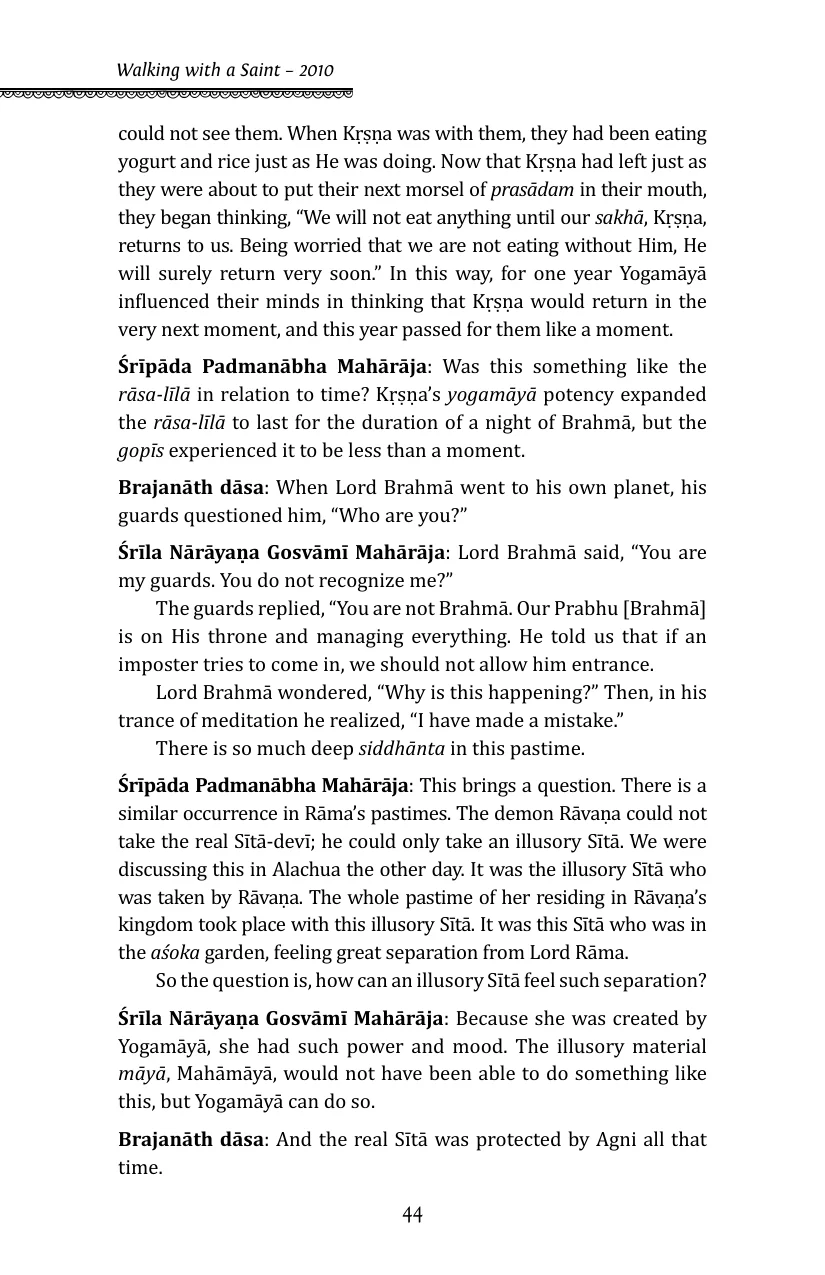 Walking with a Saint – 2010
could not see them. When Kṛṣṇa was with them, they had been eating
yogurt and rice just as He was doing. Now that Kṛṣṇa had left just as
they were about to put their next morsel of prasādam in their mouth,
they began thinking, “We will not eat anything until our sakhā, Kṛṣṇa,
returns to us. Being worried that we are not eating without Him, He
will surely return very soon.” In this way, for one year Yogamāyā
influenced their minds in thinking that Kṛṣṇa would return in the
very next moment, and this year passed for them like a moment.
Śrīpāda Padmanābha Mahārāja: Was this something like the
rāsa-līlā in relation to time? Kṛṣṇa’s yogamāyā potency expanded
the rāsa-līlā to last for the duration of a night of Brahmā, but the
gopīs experienced it to be less than a moment.
Brajanāth dāsa: When Lord Brahmā went to his own planet, his
guards questioned him, “Who are you?”
Śrīla Nārāyaṇa Gosvāmī Mahārāja: Lord Brahmā said, “You are
my guards. You do not recognize me?”
The guards replied, “You are not Brahmā. Our Prabhu [Brahmā]
is on His throne and managing everything. He told us that if an
imposter tries to come in, we should not allow him entrance.
Lord Brahmā wondered, “Why is this happening?” Then, in his
trance of meditation he realized, “I have made a mistake.”
There is so much deep siddhānta in this pastime.
Śrīpāda Padmanābha Mahārāja: This brings a question. There is a
similar occurrence in Rāma’s pastimes. The demon Rāvaṇa could not
take the real Sītā-devī; he could only take an illusory Sītā. We were
discussing this in Alachua the other day. It was the illusory Sītā who
was taken by Rāvaṇa. The whole pastime of her residing in Rāvaṇa’s
kingdom took place with this illusory Sītā. It was this Sītā who was in
the aśoka garden, feeling great separation from Lord Rāma.
So the question is, how can an illusory Sītā feel such separation?
Śrīla Nārāyaṇa Gosvāmī Mahārāja: Because she was created by
Yogamāyā, she had such power and mood. The illusory material
māyā, Mahāmāyā, would not have been able to do something like
this, but Yogamāyā can do so.
Brajanāth dāsa: And the real Sītā was protected by Agni all that
time.
44